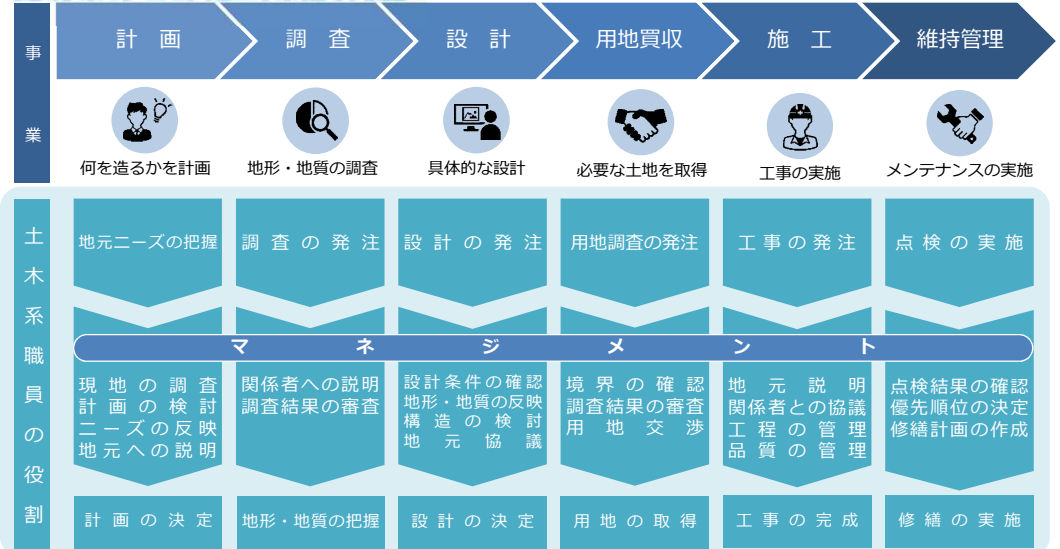 事業
計画
調査
設計
用地買収
施工
維持管理
何を造るかを計画
地形・地質の調査
具体的な設計
必要な土地を取得
工事の実施
メンテナンスの実施
土木系職員の役割
地元ニーズの把握
調査の発注
設計の発注
用地調査の発注
工事の発注
点検の実施
マネジメント
現地の調査
計画の検討
ニーズの反映
地元への説明
関係者への説明
調査結果の審査
設計条件の確認
地形・地質の反映
構造の検討
地元協議
境界の確認
調査結果の審査
用地交渉
地元説明
関係者との協議
工程の管理
品質の管理
点検結果の確認
優先順位の決定
修繕計画の作成
計画の決定
地形・地質の把握
設計の決定
用地の取得
工事の完成
修繕の実施